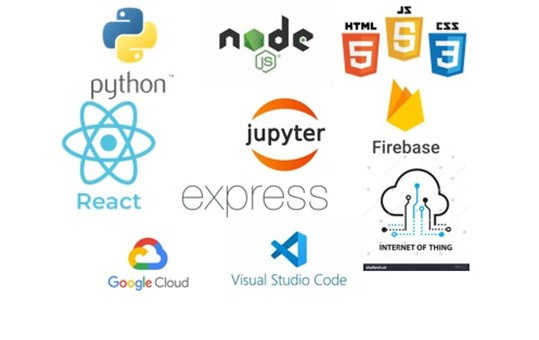 python™
node
JS
HTML
5
JS
5
CSS
3
React
jupyter
Firebase
express
INTERNET OF THING
Google Cloud
Visual Studio Code